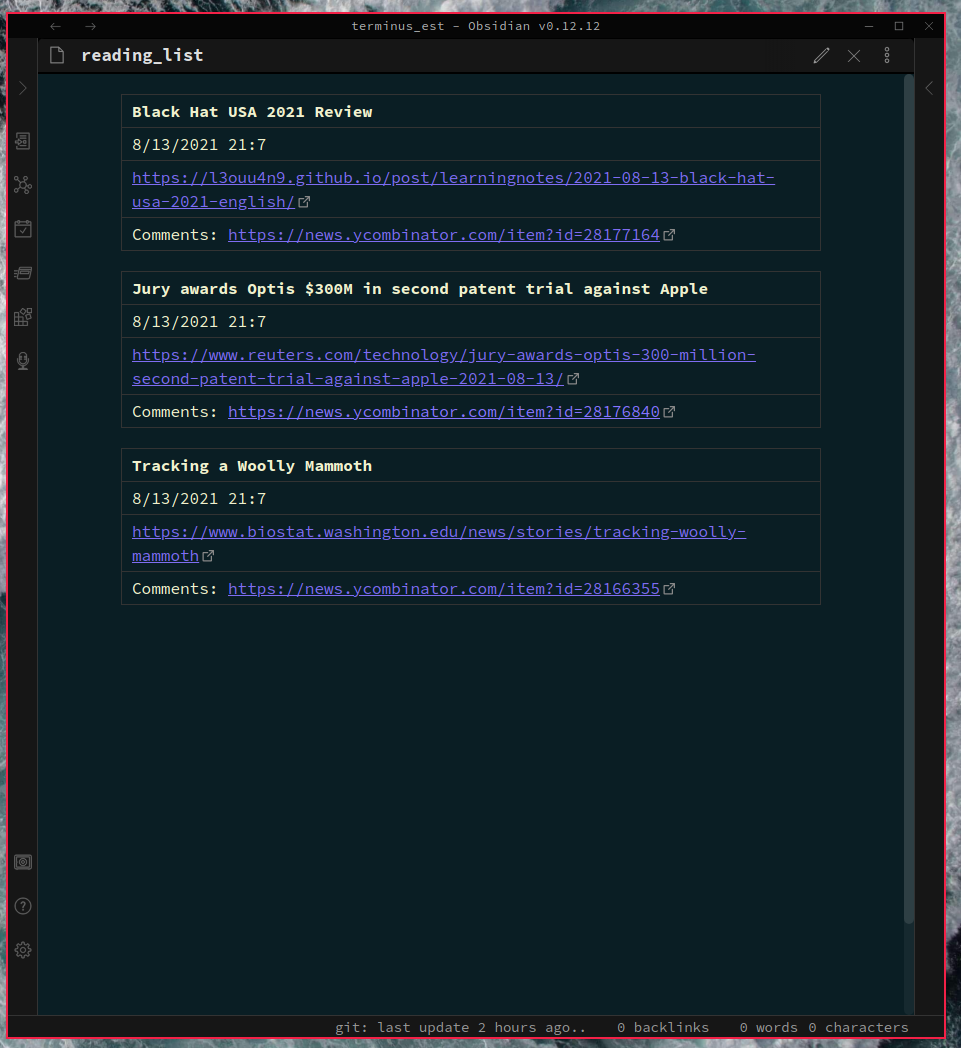 terminus_est - Obsidian v0.12.12
reading_list
Black Hat USA 2021 Review
8/13/2021 21:7
https://l3ouu4n9.github.io/post/learningnotes/2021-08-13-black-hat-
usa-2021-english/
Comments: https://news.ycombinator.com/item?id=28177164
Jury awards Optis $300M in second patent trial against Apple
8/13/2021 21:7
https://www.reuters.com/technology/jury-awards-optis-300-million-
second-patent-trial-against-apple-2021-08-13/
Comments: https://news.ycombinator.com/item?id=28176840
Tracking a Woolly Mammoth
8/13/2021 21:7
https://www.biostat.washington.edu/news/stories/tracking-woolly-
mammoth
Comments: https://news.ycombinator.com/item?id=28166355
git: last update 2 hours ago.. 0 backlinks 0 words 0 characters